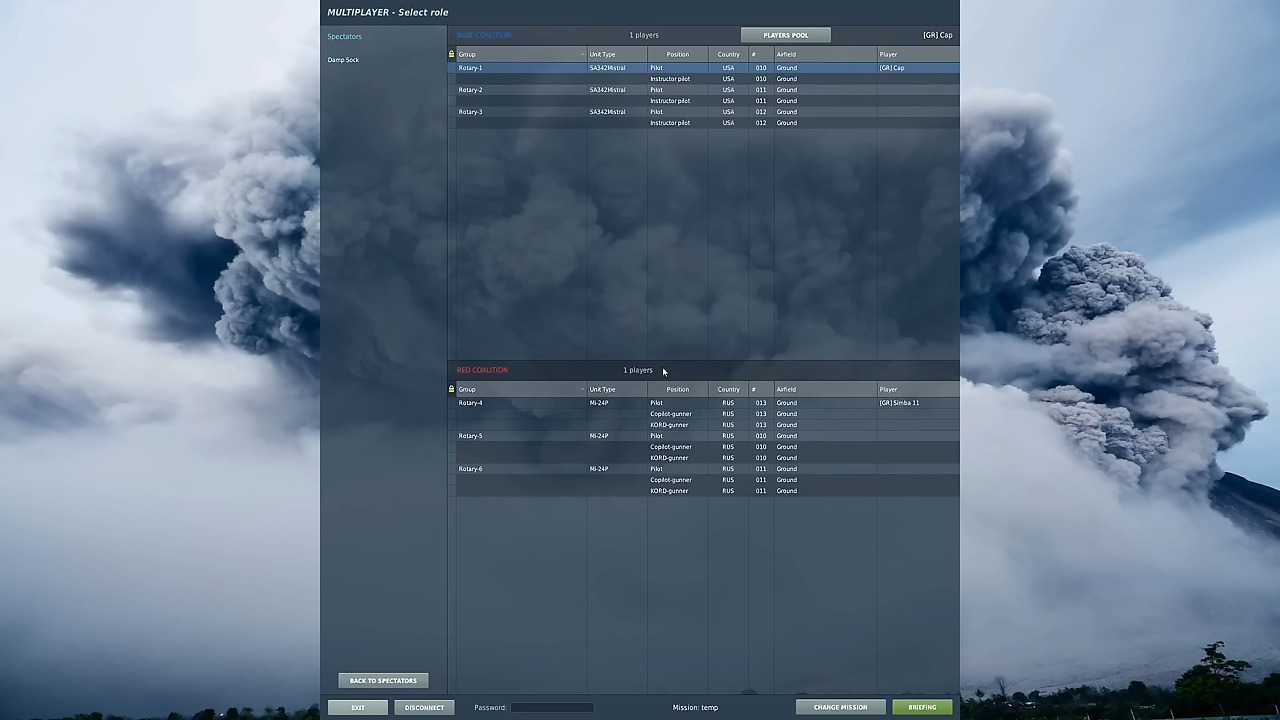 MULTIPLAYER - Select role
Spectators
Damp Sock
BLUE COALITION 1 players PLAYERS POOL [GR] Cap
Group Unit Type Position Country # Airfield Player
Rotary-1 SA342Mistral Pilot USA 010 Ground [GR] Cap
Instructor pilot USA 010 Ground
Rotary-2 SA342Mistral Pilot USA 011 Ground
Instructor pilot USA 011 Ground
Rotary-3 SA342Mistral Pilot USA 012 Ground
Instructor pilot USA 012 Ground
RED COALITION 1 players
Group Unit Type Position Country # Airfield Player
Rotary-4 Mi-24P Pilot RUS 013 Ground [GR] Simba 11
Copilot-gunner RUS 013 Ground
KORD-gunner RUS 013 Ground
Rotary-5 Mi-24P Pilot RUS 010 Ground
Copilot-gunner RUS 010 Ground
KORD-gunner RUS 010 Ground
Rotary-6 Mi-24P Pilot RUS 011 Ground
Copilot-gunner RUS 011 Ground
KORD-gunner RUS 011 Ground
BACK TO SPECTATORS
EXIT DISCONNECT Password: Mission: temp CHANGE MISSION BRIEFING